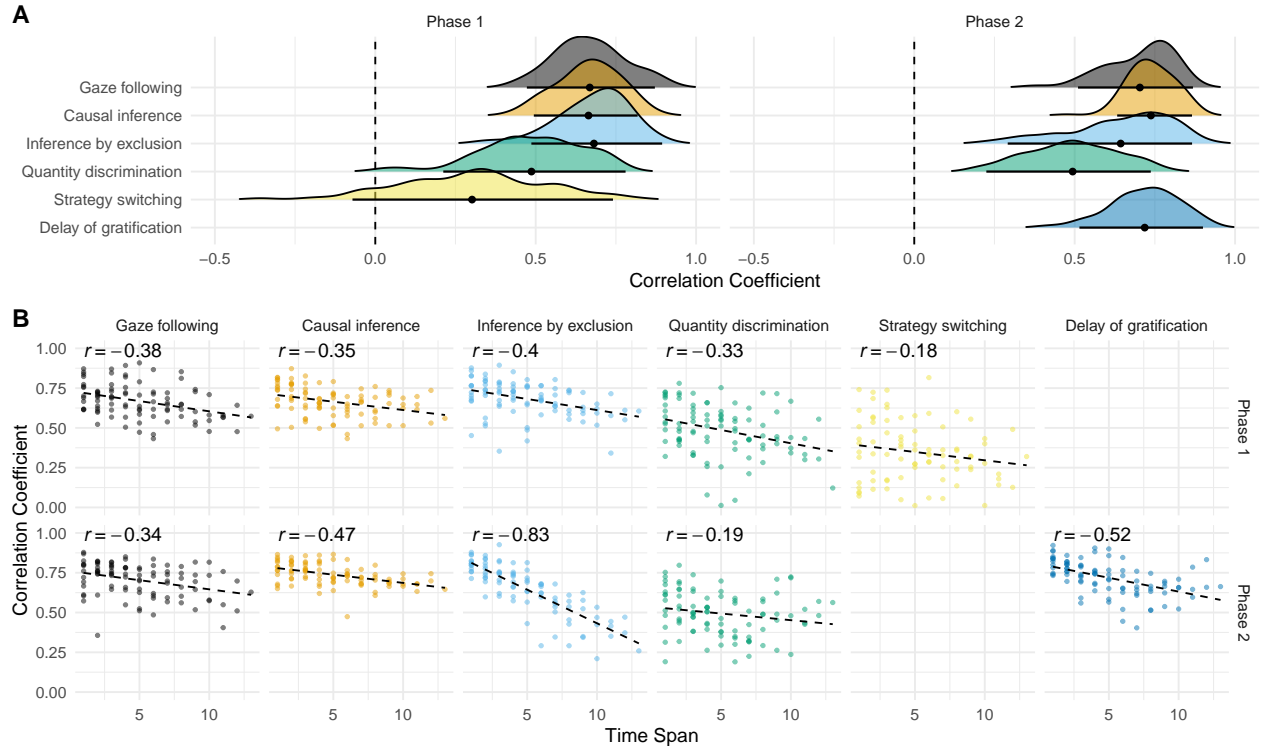 A
Phase 1 Phase 2
Gaze following
Causal inference
Inference by exclusion
Quantity discrimination
Strategy switching
Delay of gratification
−0.5 0.0 0.5 1.0 −0.5 0.0 0.5 1.0
Correlation Coefficient
B
Gaze following Causal inference Inference by exclusion Quantity discrimination Strategy switching Delay of gratification
1.00 0.75 0.50 0.25 0.00
r = −0.38 r = −0.35 r = −0.4 r = −0.33 r = −0.18
Phase 1
Correlation Coefficient
1.00 0.75 0.50 0.25 0.00
r = −0.34 r = −0.47 r = −0.83 r = −0.19 r = −0.52
Phase 2
5 10 5 10 5 10 5 10 5 10 5 10
Time Span